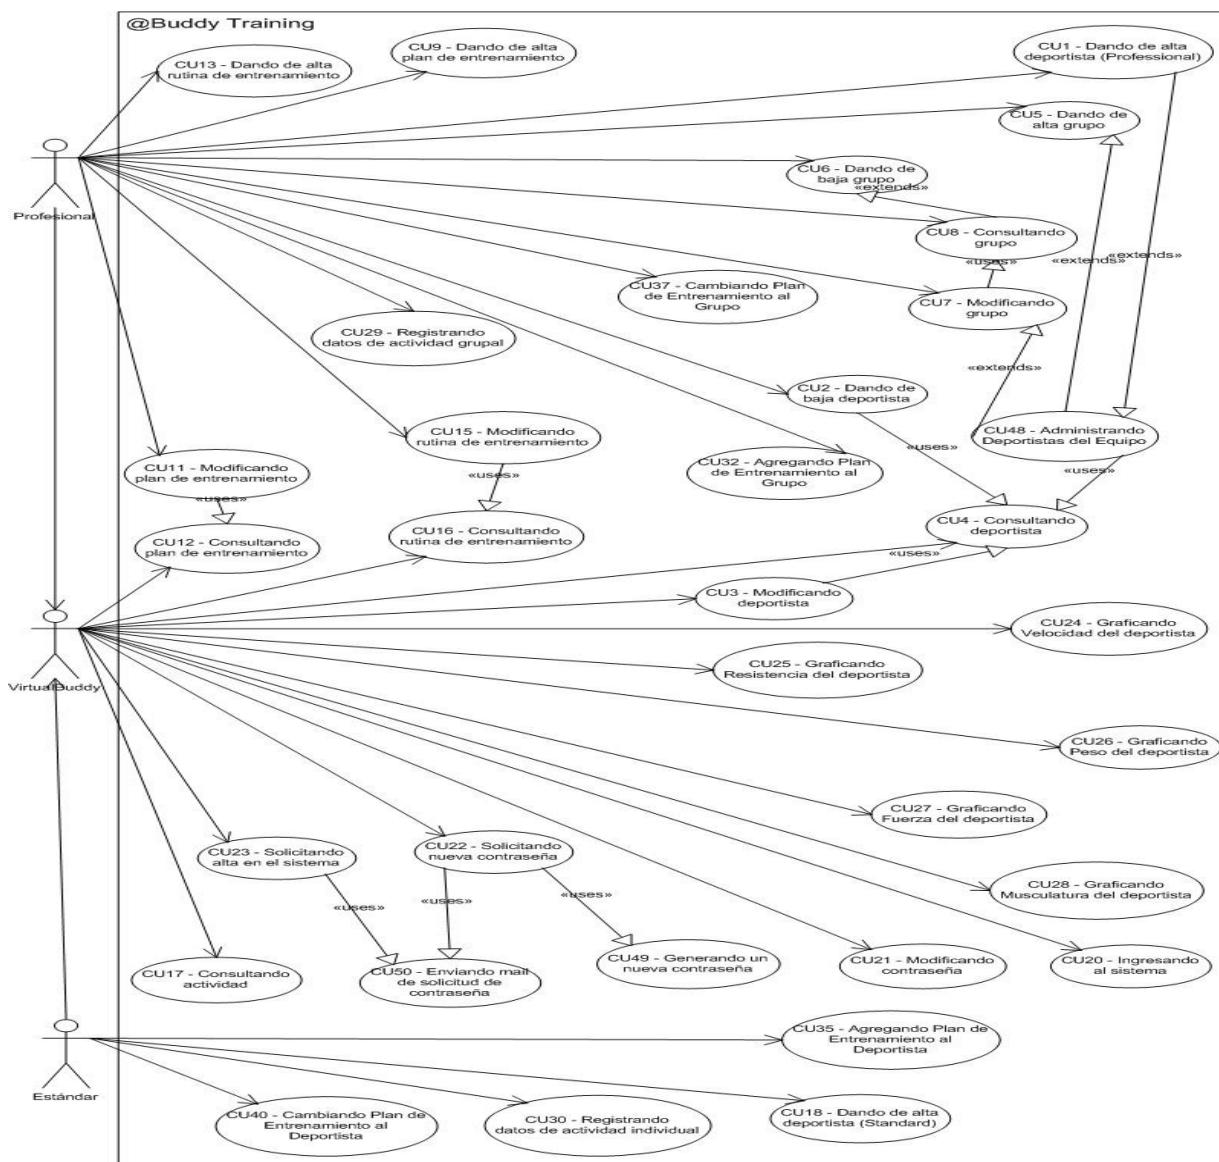 @Buddy Training
CU9 - Dando de alta
plan de entrenamiento
CU1 - Dando de alta
deportista (Professional)
CU13 - Dando de alta
rutina de entrenamiento
CU5 - Dando de
alta grupo
CU6 - Dando de
baja grupo
«extends»
Profesional
CU8 - Consultando
grupo
«uses»
«extends»
«extends»
CU37 - Cambiando Plan
de Entrenamiento al
Grupo
CU7 - Modificando
grupo
CU29 - Registrando
datos de actividad grupal
«extends»
CU2 - Dando de
baja deportista
CU15 - Modificando
rutina de entrenamiento
CU48 - Administrando
Deportistas del Equipo
«uses»
CU11 - Modificando
plan de entrenamiento
«uses»
CU32 - Agregando Plan
de Entrenamiento al
Grupo
«uses»
«uses»
CU12 - Consultando
plan de entrenamiento
CU16 - Consultando
rutina de entrenamiento
CU4 - Consultando
deportista
«uses»
CU3 - Modificando
deportista
CU24 - Graficando
Velocidad del deportista
CU25 - Graficando
Resistencia del deportista
VirtualBuddy
CU26 - Graficando
Peso del deportista
CU27 - Graficando
Fuerza del deportista
CU23 - Solicitando
alta en el sistema
CU22 - Solicitando
nueva contraseña
CU28 - Graficando
Musculatura del deportista
«uses»
«uses»
«uses»
CU17 - Consultando
actividad
CU50 - Enviando mail
de solicitud de
contraseña
CU49 - Generando un
nueva contraseña
CU21 - Modificando
contraseña
CU20 - Ingresando
al sistema
CU35 - Agregando Plan de
Entrenamiento al
Deportista
Estándar
CU40 - Cambiando Plan de
Entrenamiento al
Deportista
CU30 - Registrando
datos de actividad individual
CU18 - Dando de alta
deportista (Standard)